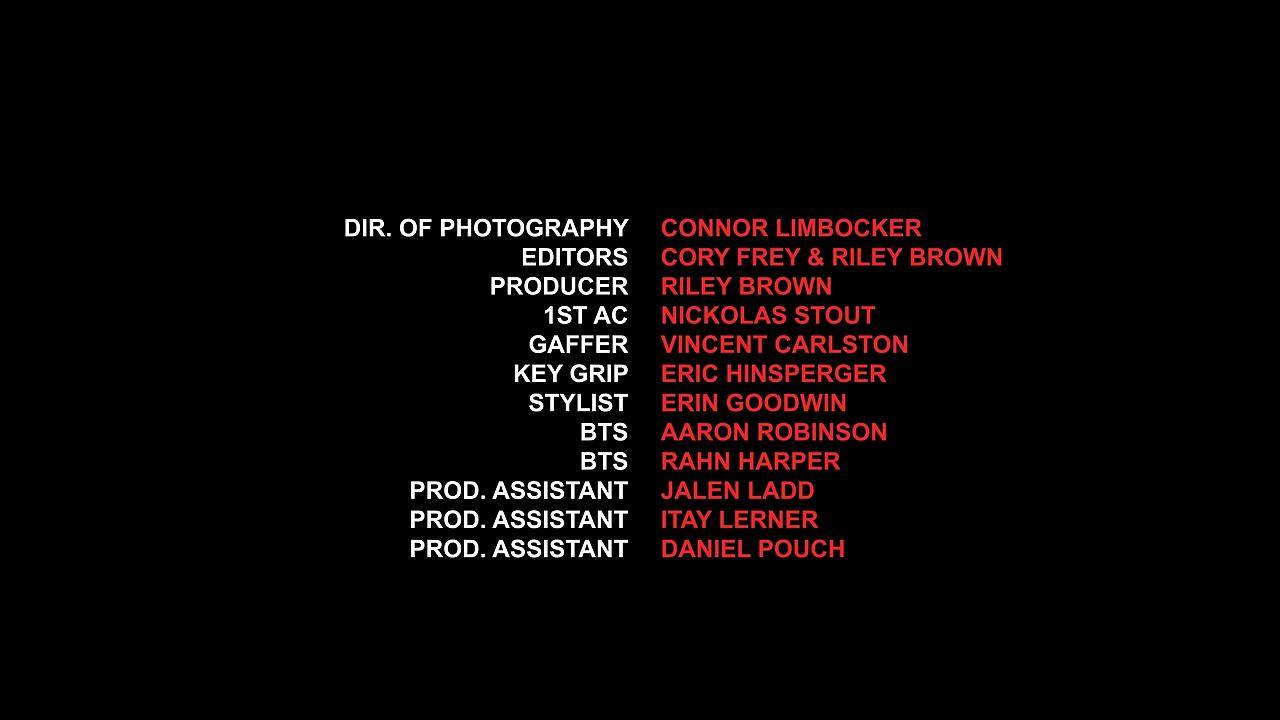 DIR. OF PHOTOGRAPHY CONNOR LIMBOCKER
EDITORS CORY FREY & RILEY BROWN
PRODUCER RILEY BROWN
1ST AC NICKOLAS STOUT
GAFFER VINCENT CARLSTON
KEY GRIP ERIC HINSPERGER
STYLIST ERIN GOODWIN
BTS AARON ROBINSON
BTS RAHN HARPER
PROD. ASSISTANT JALEN LADD
PROD. ASSISTANT ITAY LERNER
PROD. ASSISTANT DANIEL POUCH